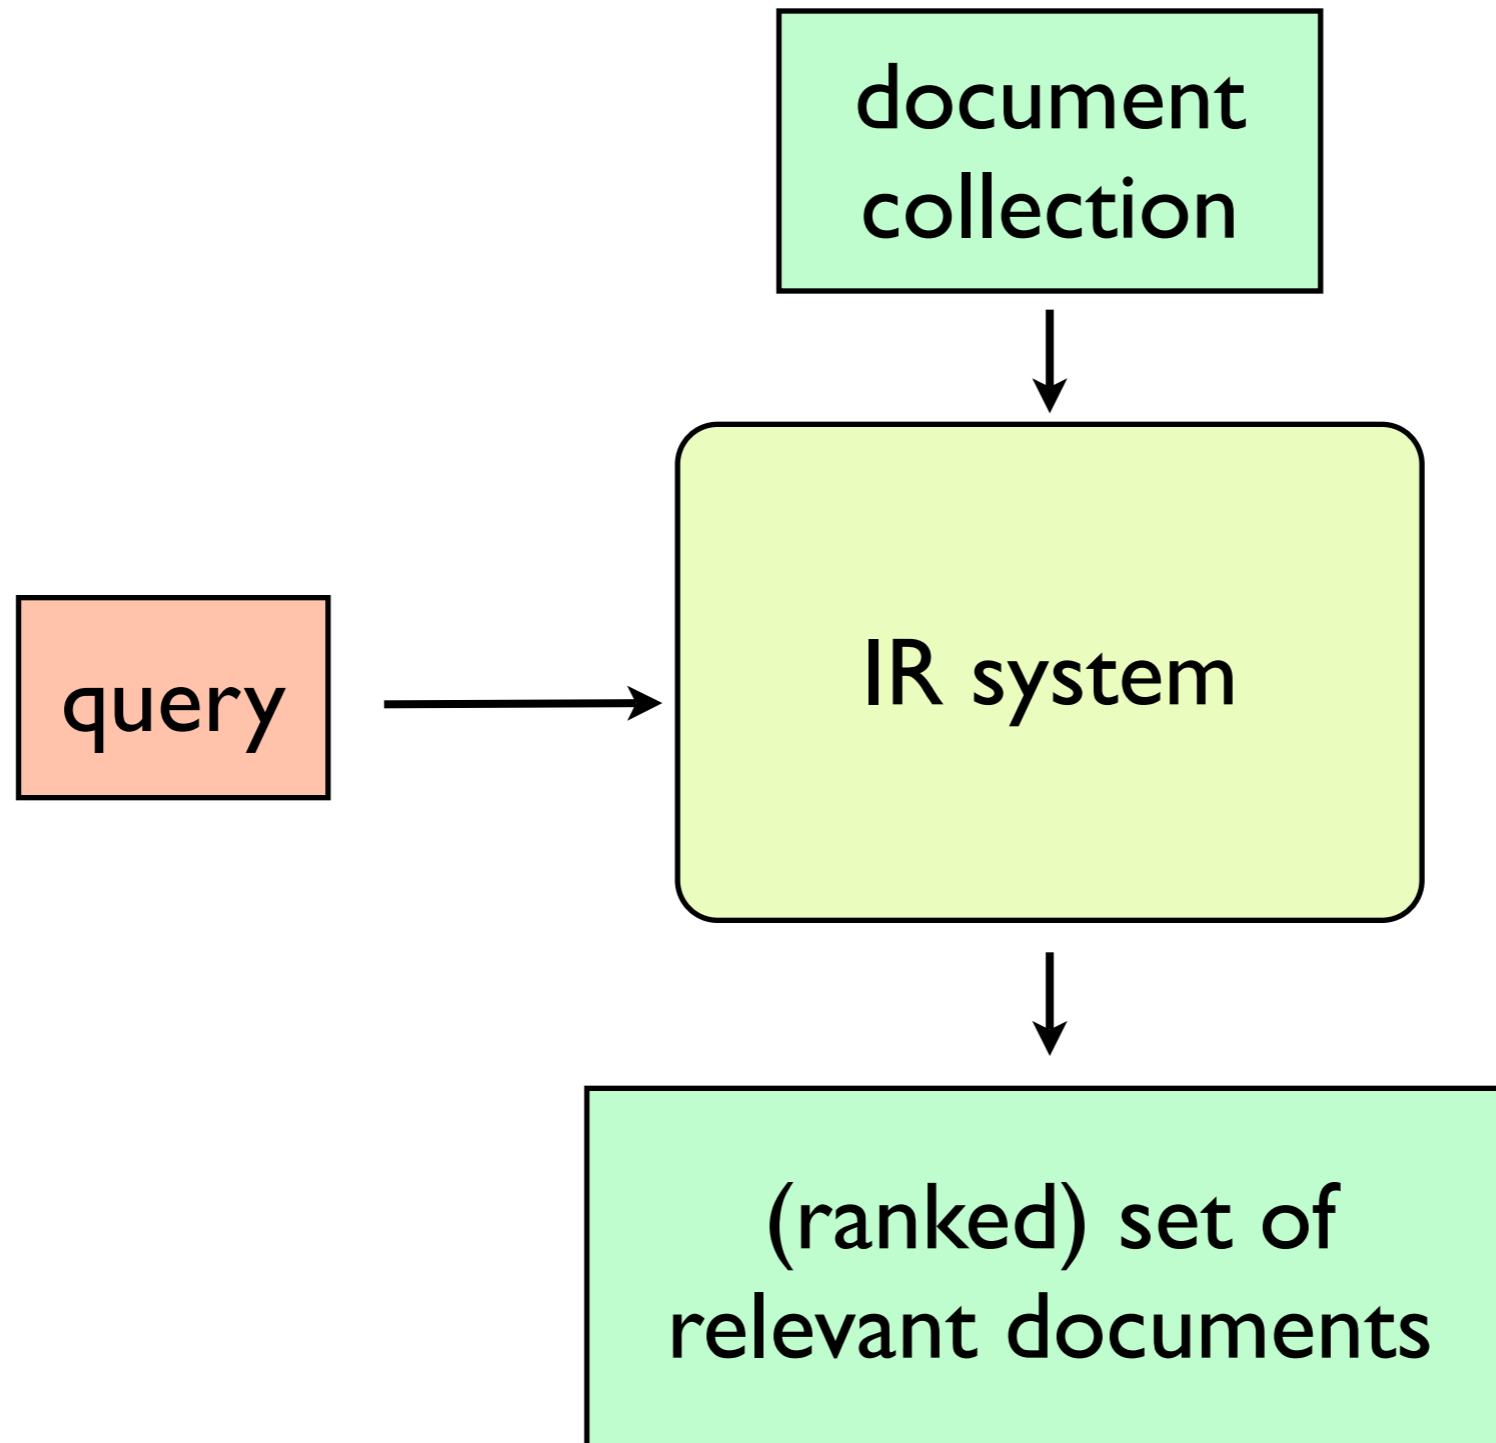 document
collection
query
IR system
(ranked) set of
relevant documents